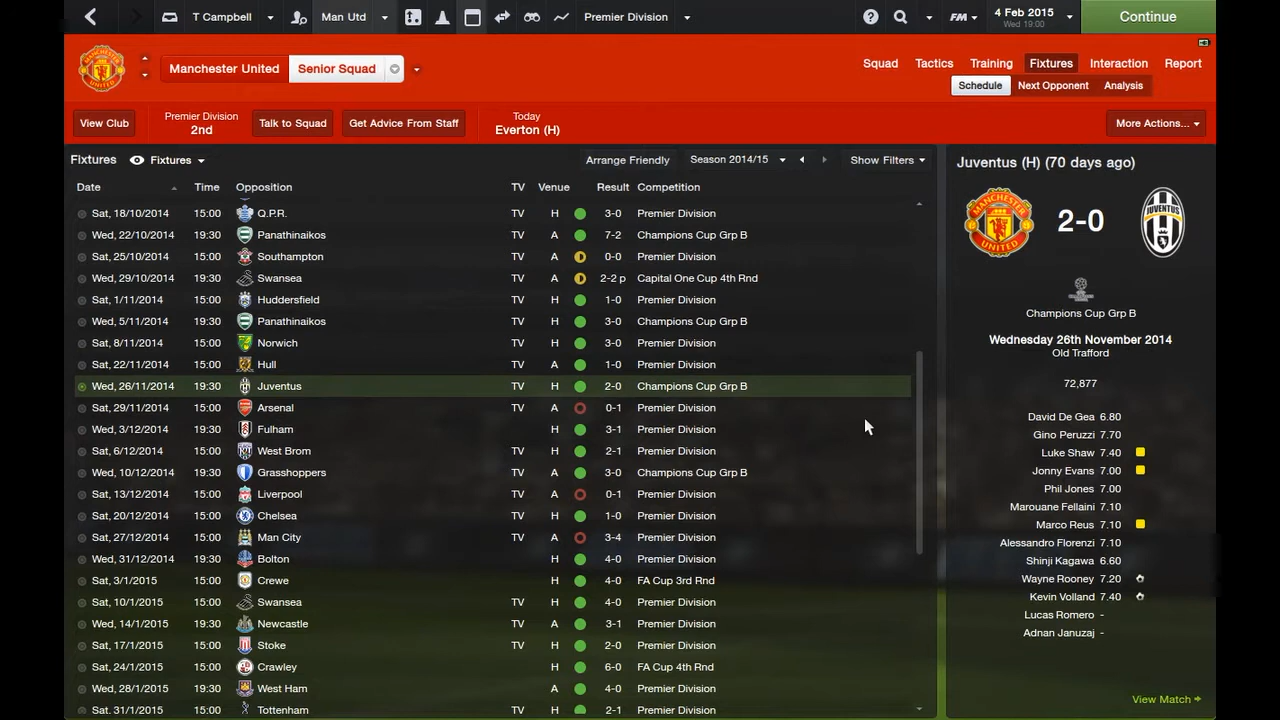 T Campbell Man Utd Premier Division FM 4 Feb 2015 Wed 19:00 Continue
Manchester United Senior Squad Squad Tactics Training Fixtures Interaction Report
Schedule Next Opponent Analysis
View Club Premier Division 2nd Talk to Squad Get Advice From Staff Today Everton (H) More Actions...
Fixtures Fixtures Arrange Friendly Season 2014/15 Show Filters
Date Time Opposition TV Venue Result Competition
Sat, 18/10/2014 15:00 Q.P.R. TV H 3-0 Premier Division
Wed, 22/10/2014 19:30 Panathinaikos TV A 7-2 Champions Cup Grp B
Sat, 25/10/2014 15:00 Southampton TV A 0-0 Premier Division
Wed, 29/10/2014 19:30 Swansea TV A 2-2 p Capital One Cup 4th Rnd
Sat, 1/11/2014 15:00 Huddersfield TV H 1-0 Premier Division
Wed, 5/11/2014 19:30 Panathinaikos TV H 3-0 Champions Cup Grp B
Sat, 8/11/2014 15:00 Norwich TV H 3-0 Premier Division
Sat, 22/11/2014 15:00 Hull TV A 1-0 Premier Division
Wed, 26/11/2014 19:30 Juventus TV H 2-0 Champions Cup Grp B
Sat, 29/11/2014 15:00 Arsenal TV A 0-1 Premier Division
Wed, 3/12/2014 19:30 Fulham H 3-1 Premier Division
Sat, 6/12/2014 15:00 West Brom TV H 2-1 Premier Division
Wed, 10/12/2014 19:30 Grasshoppers TV A 3-0 Champions Cup Grp B
Sat, 13/12/2014 15:00 Liverpool TV A 0-1 Premier Division
Sat, 20/12/2014 15:00 Chelsea TV H 1-0 Premier Division
Sat, 27/12/2014 15:00 Man City TV A 3-4 Premier Division
Wed, 31/12/2014 19:30 Bolton H 4-0 Premier Division
Sat, 3/1/2015 15:00 Crewe H 4-0 FA Cup 3rd Rnd
Sat, 10/1/2015 15:00 Swansea TV H 4-0 Premier Division
Wed, 14/1/2015 19:30 Newcastle TV A 3-1 Premier Division
Sat, 17/1/2015 15:00 Stoke TV H 2-0 Premier Division
Sat, 24/1/2015 15:00 Crawley H 6-0 FA Cup 4th Rnd
Wed, 28/1/2015 19:30 West Ham A 4-0 Premier Division
Sat, 31/1/2015 15:00 Tottenham TV H 2-1 Premier Division
Juventus (H) (70 days ago)
2-0
Champions Cup Grp B
Wednesday 26th November 2014
Old Trafford
72,877
David De Gea 6.80
Gino Peruzzi 7.70
Luke Shaw 7.40
Jonny Evans 7.00
Phil Jones 7.00
Marouane Fellaini 7.10
Marco Reus 7.10
Alessandro Florenzi 7.10
Shinji Kagawa 6.60
Wayne Rooney 7.20
Kevin Volland 7.40
Lucas Romero -
Adnan Januzaj -
View Match